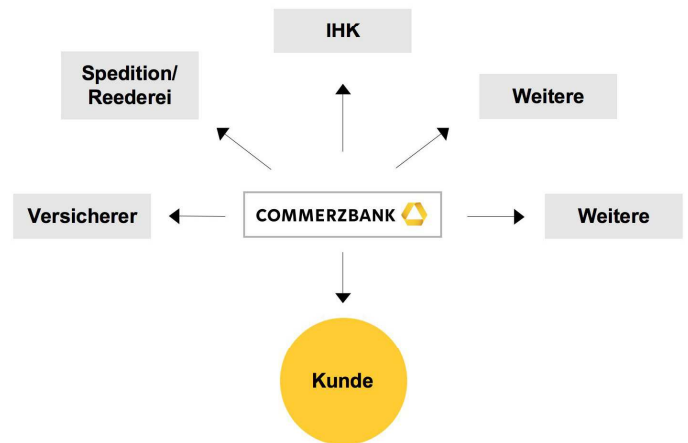 IHK
Spedition/
Reederei
Weitere
Versicherer
COMMERZBANK
Weitere
Kunde